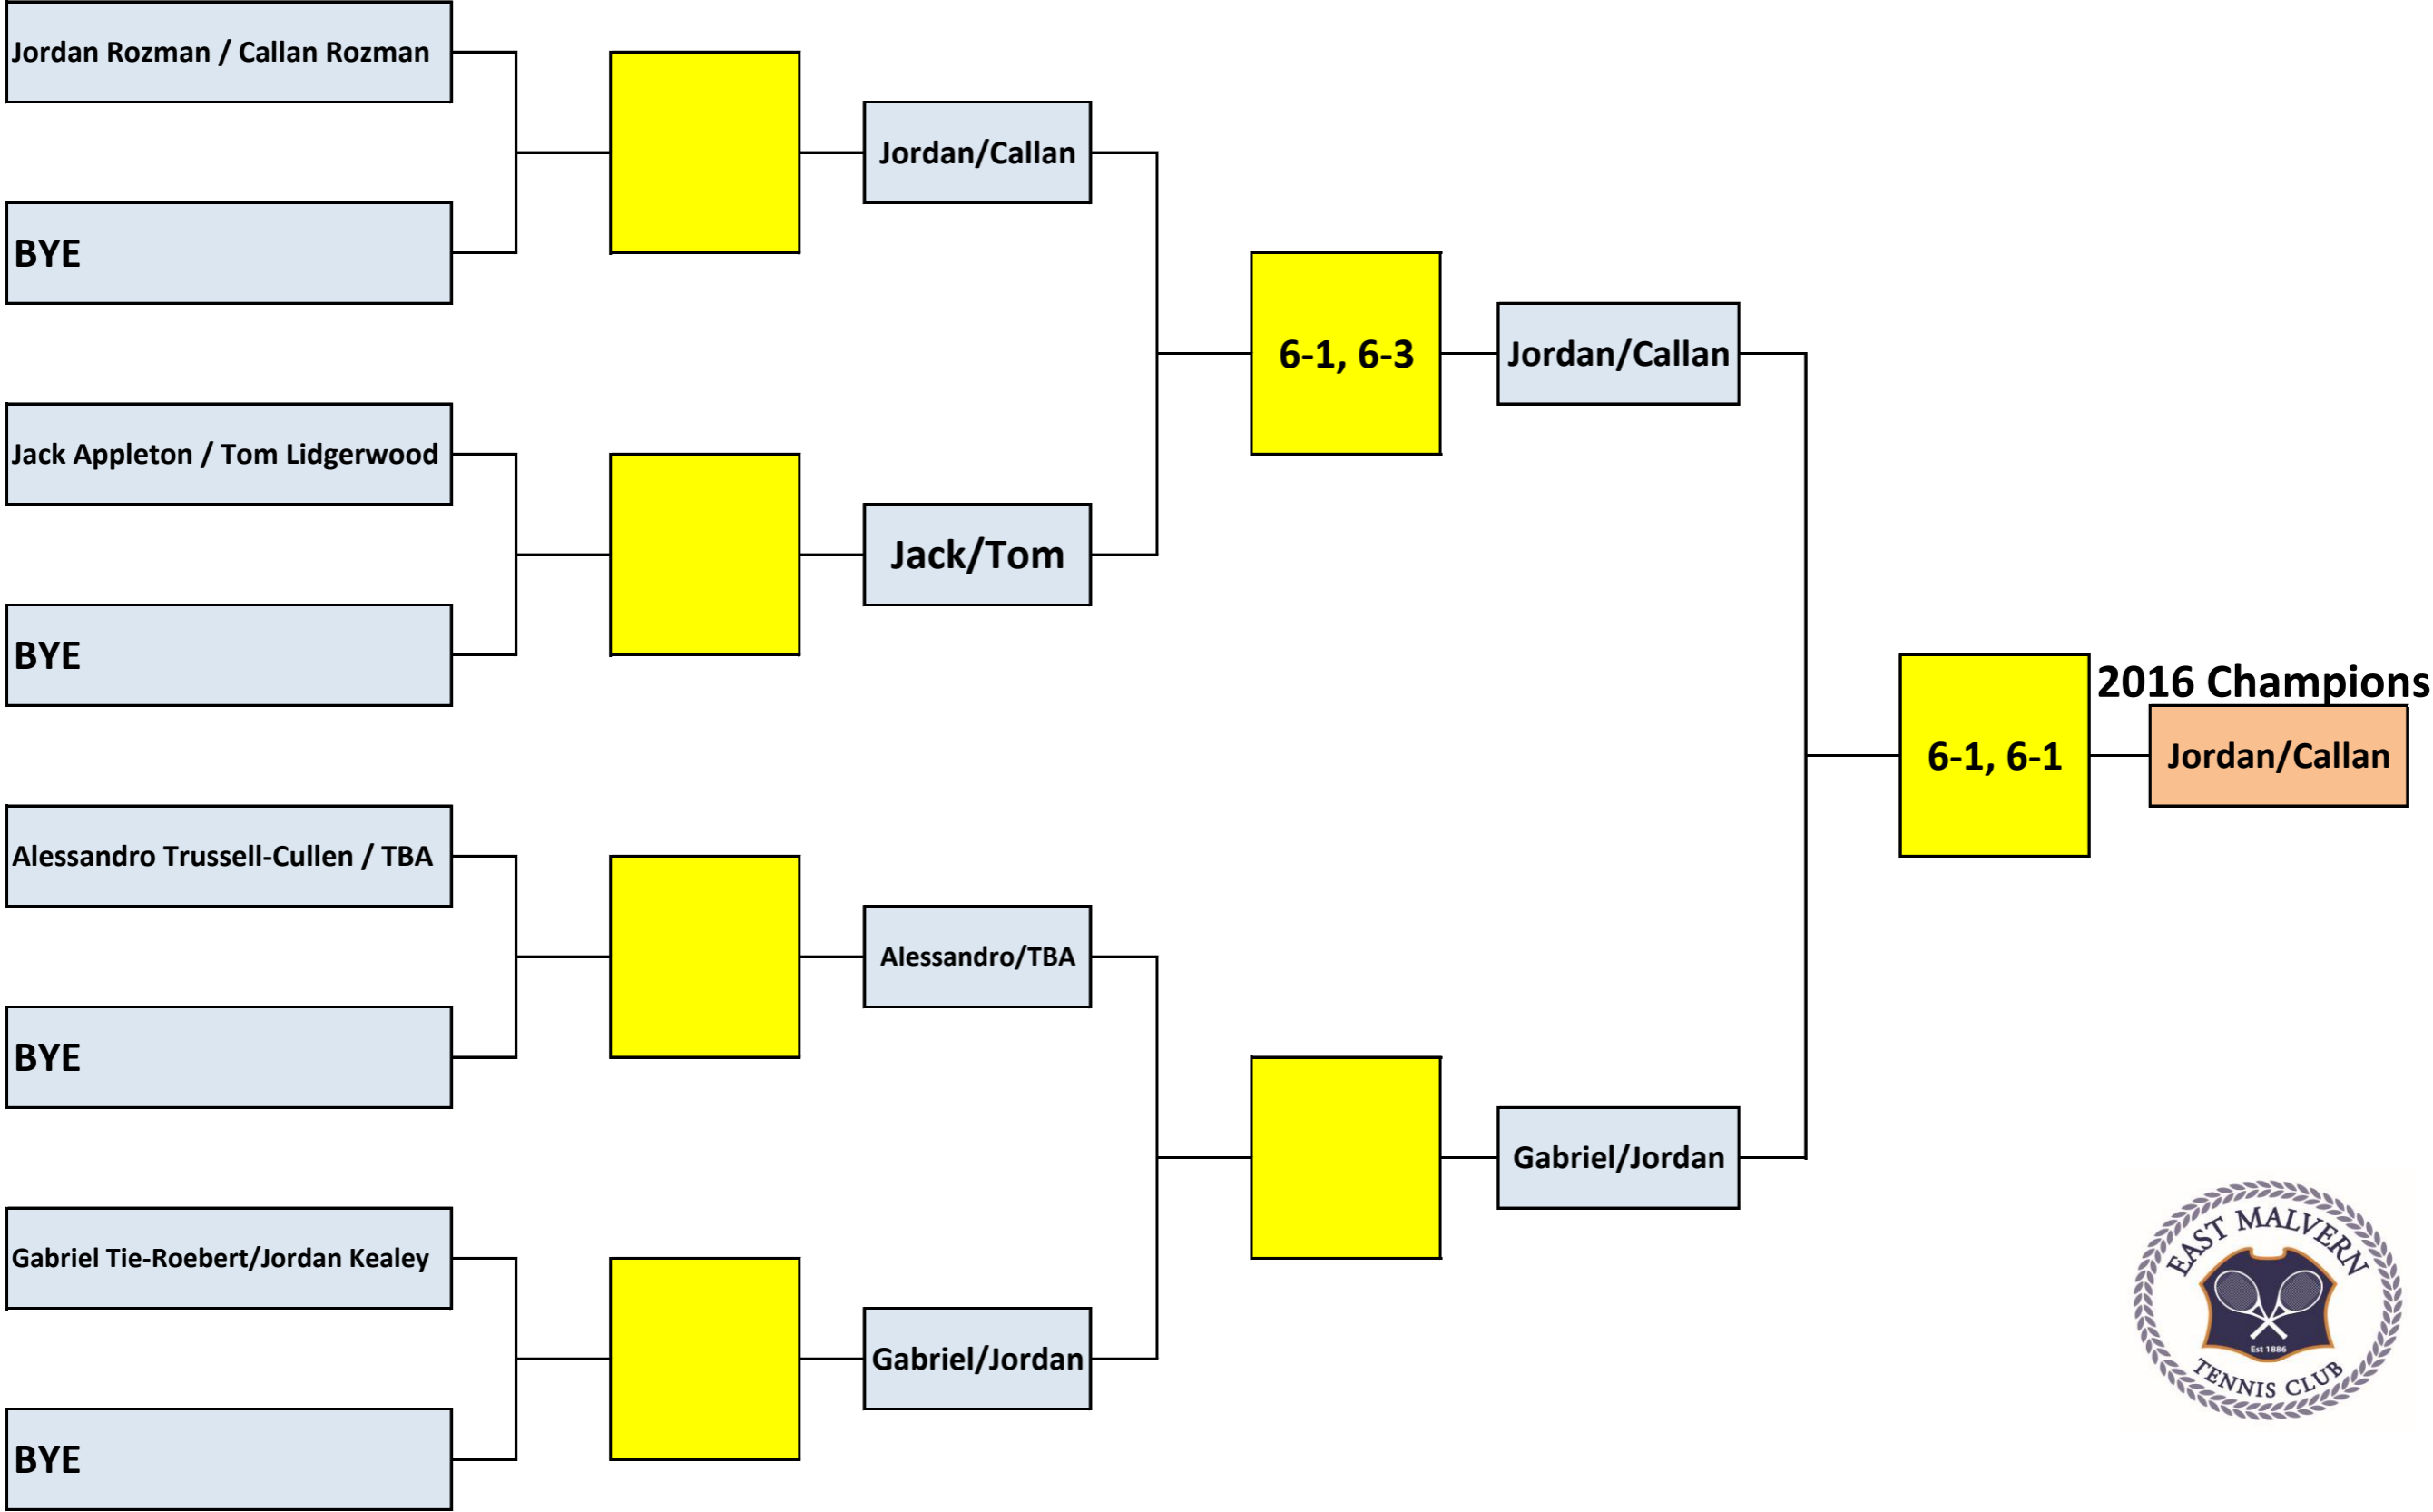 Jordan Rozman / Callan Rozman
BYE
Jack Appleton / Tom Lidgerwood
BYE
Alessandro Trussell-Cullen / TBA
BYE
Gabriel Tie-Roebert/Jordan Kealey
BYE
Jordan/Callan
Jack/Tom
Alessandro/TBA
Gabriel/Jordan
6-1, 6-3
Jordan/Callan
Gabriel/Jordan
6-1, 6-1
2016 Champions
Jordan/Callan
EAST MALVERN
Est 1886
TENNIS CLUB